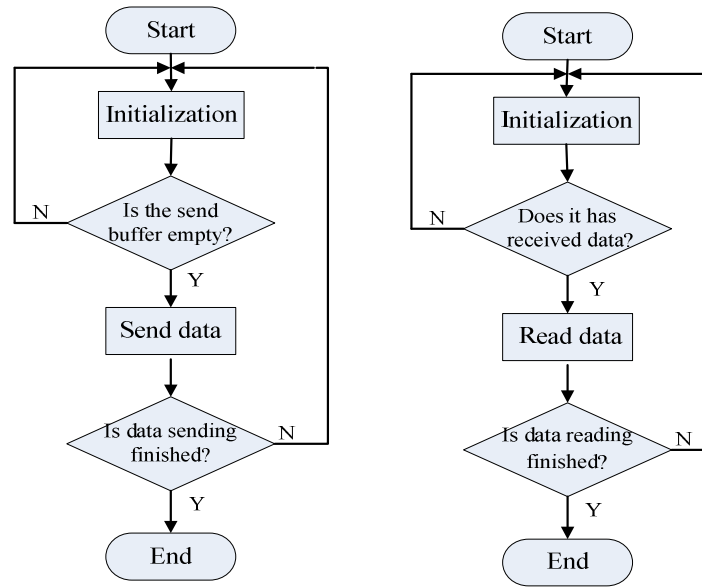 Start
Initialization
Is the send
buffer empty?
N
Y
Send data
Is data sending
finished?
N
Y
End
Start
Initialization
Does it has
received data?
N
Y
Read data
Is data reading
finished?
N
Y
End